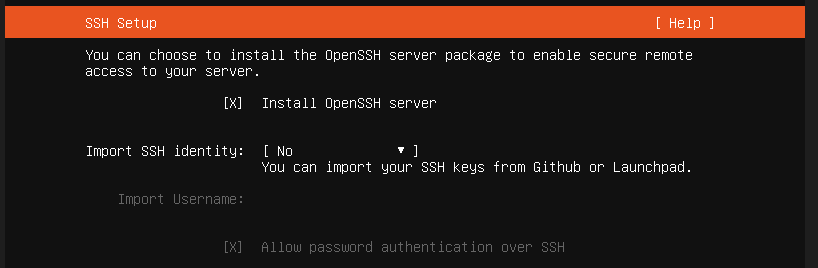 SSH Setup [ Help ]
You can choose to install the OpenSSH server package to enable secure remote
access to your server.
[X] Install OpenSSH server
Import SSH identity: [ No ▼ ]
You can import your SSH keys from Github or Launchpad.
Import Username:
[X] Allow password authentication over SSH